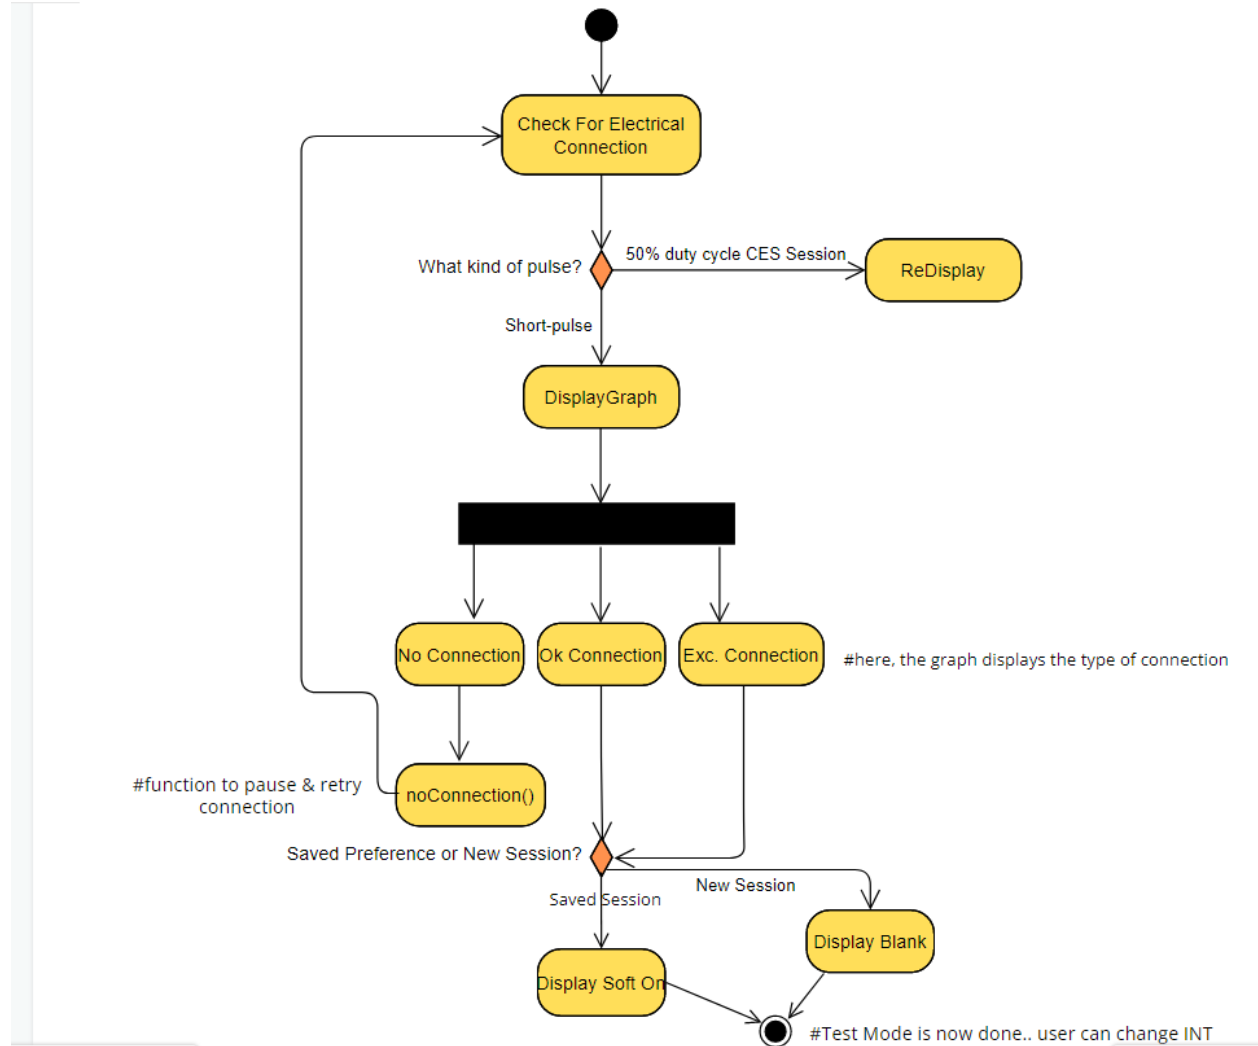 Check For Electrical
Connection
What kind of pulse?
50% duty cycle CES Session
ReDisplay
Short-pulse
DisplayGraph
No Connection
Ok Connection
Exc. Connection
#here, the graph displays the type of connection
#function to pause & retry
connection
noConnection()
Saved Preference or New Session?
New Session
Saved Session
Display Blank
Display Soft On
#Test Mode is now done.. user can change INT